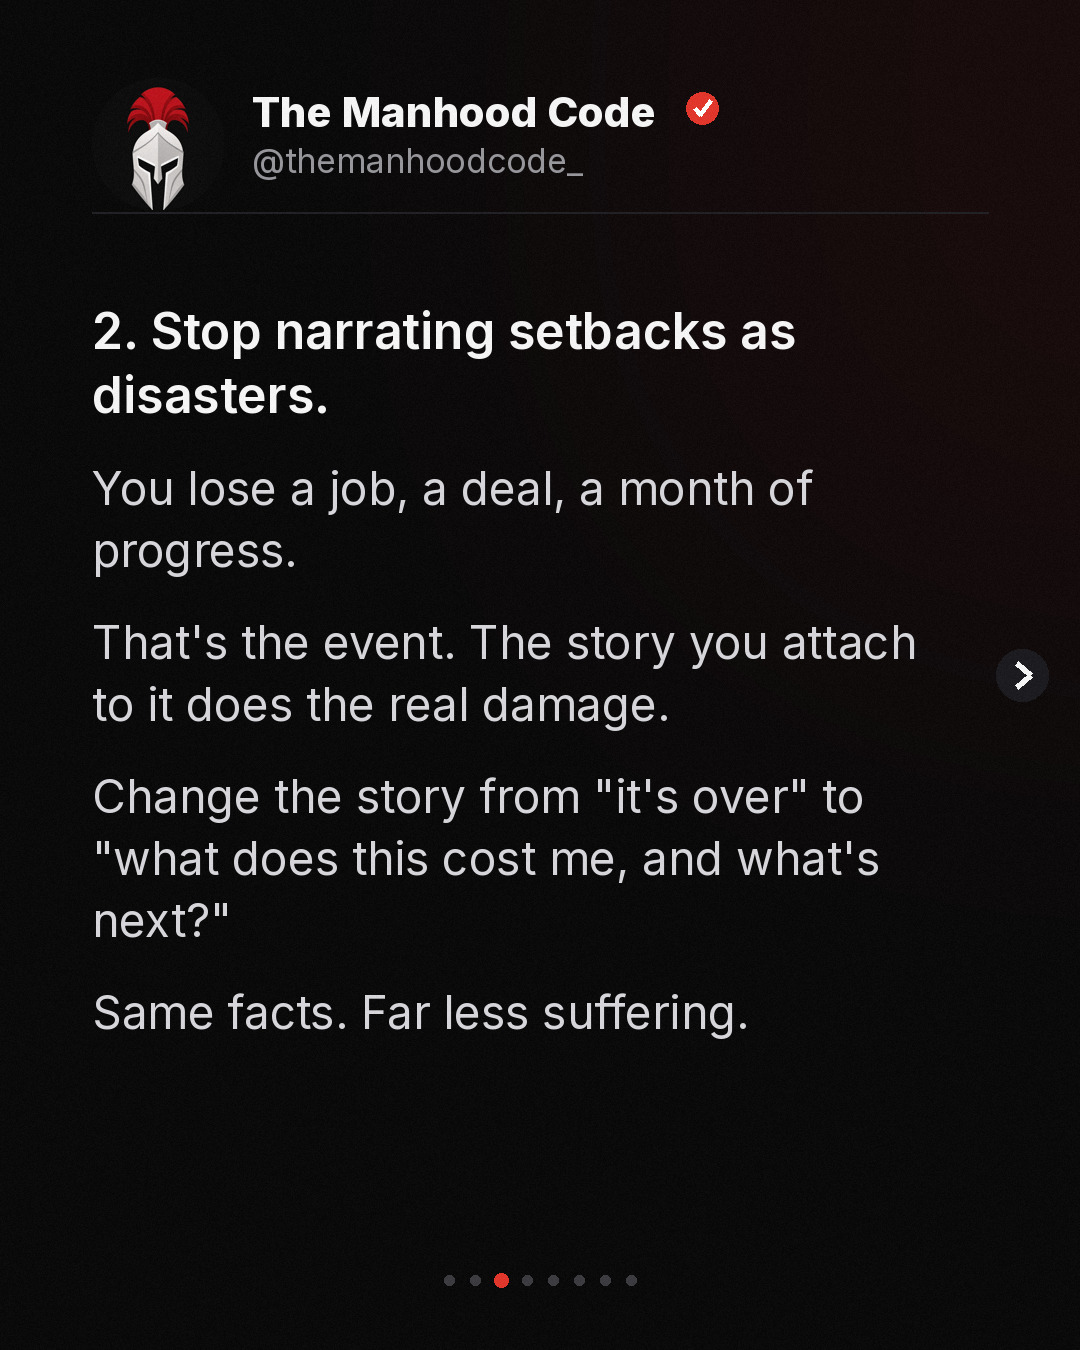 The Manhood Code
@themanhoodcode_
2. Stop narrating setbacks as
disasters.
You lose a job, a deal, a month of
progress.
That's the event. The story you attach
to it does the real damage.
Change the story from "it's over" to
"what does this cost me, and what's
next?"
Same facts. Far less suffering.